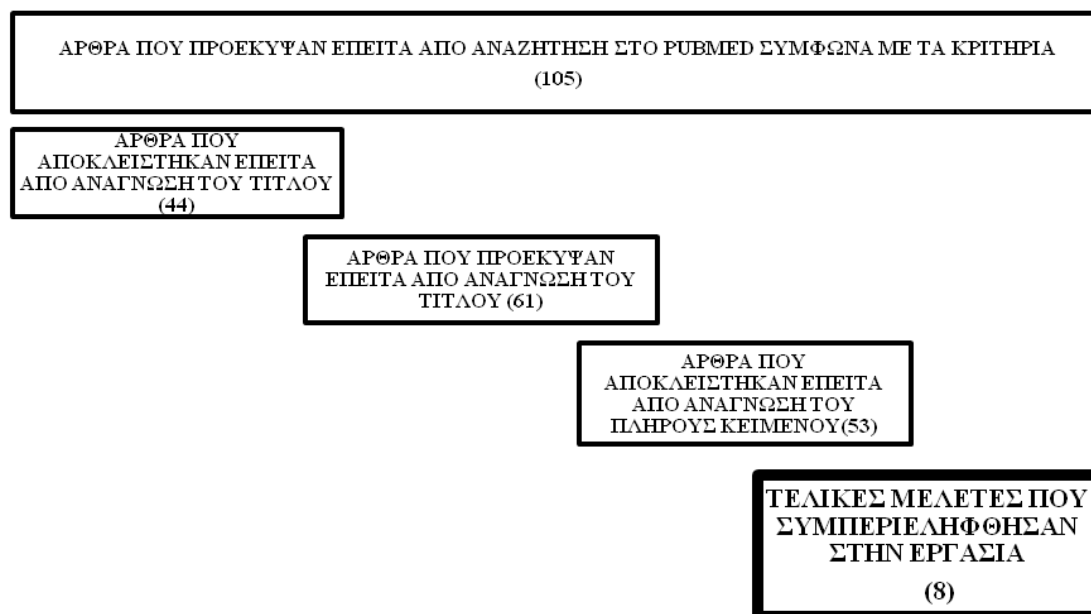 ΑΡΘΡΑ ΠΟΥ ΠΡΟΕΚΥΨΑΝ ΕΠΕΙΤΑ ΑΠΟ ΑΝΑΖΗΤΗΣΗ ΣΤΟ PUBMED ΣΥΜΦΩΝΑ ΜΕ ΤΑ ΚΡΙΤΗΡΙΑ
(105)
ΑΡΘΡΑ ΠΟΥ
ΑΠΟΚΛΕΙΣΤΗΚΑΝ ΕΠΕΙΤΑ
ΑΠΟ ΑΝΑΓΝΩΣΗ ΤΟΥ ΤΙΤΛΟΥ
(44)
ΑΡΘΡΑ ΠΟΥ ΠΡΟΕΚΥΨΑΝ
ΕΠΕΙΤΑ ΑΠΟ ΑΝΑΓΝΩΣΗ ΤΟΥ
ΤΙΤΛΟΥ (61)
ΑΡΘΡΑ ΠΟΥ
ΑΠΟΚΛΕΙΣΤΗΚΑΝ ΕΠΕΙΤΑ
ΑΠΟ ΑΝΑΓΝΩΣΗ ΤΟΥ
ΠΛΗΡΟΥΣ ΚΕΙΜΕΝΟΥ(53)
ΤΕΛΙΚΕΣ ΜΕΛΕΤΕΣ ΠΟΥ
ΣΥΜΠΕΡΙΕΛΗΦΘΗΣΑΝ
ΣΤΗΝ ΕΡΓΑΣΙΑ
(8)